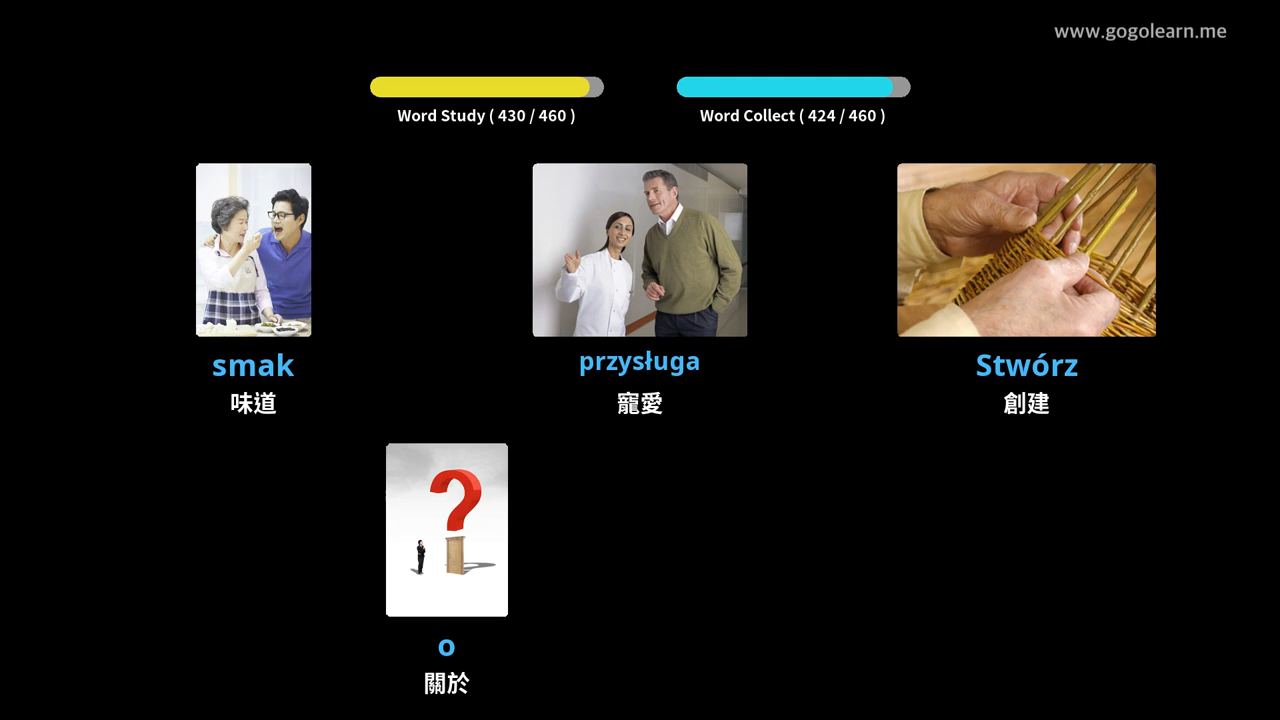 www.gogolearn.me
Word Study ( 430 / 460 )
Word Collect ( 424 / 460 )
smak
味道
przysługa
寵愛
Stwórz
創建
o
關於